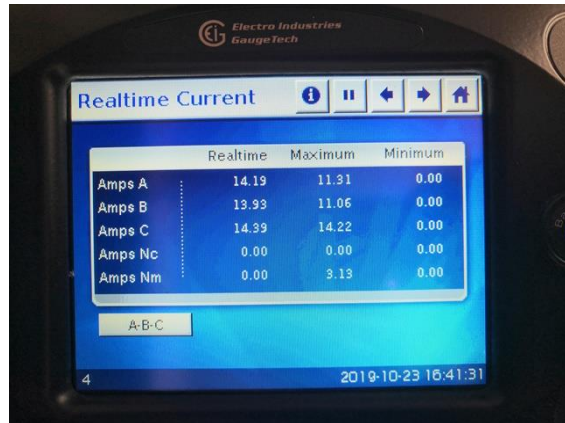 Electro Industries
GaugeTech
Realtime Current
Realtime Maximum Minimum
Amps A 14.19 11.31 0.00
Amps B 13.93 11.06 0.00
Amps C 14.39 14.22 0.00
Amps Nc 0.00 0.00 0.00
Amps Nm 0.00 3.13 0.00
A-B-C
4 2019-10-23 16:41:31